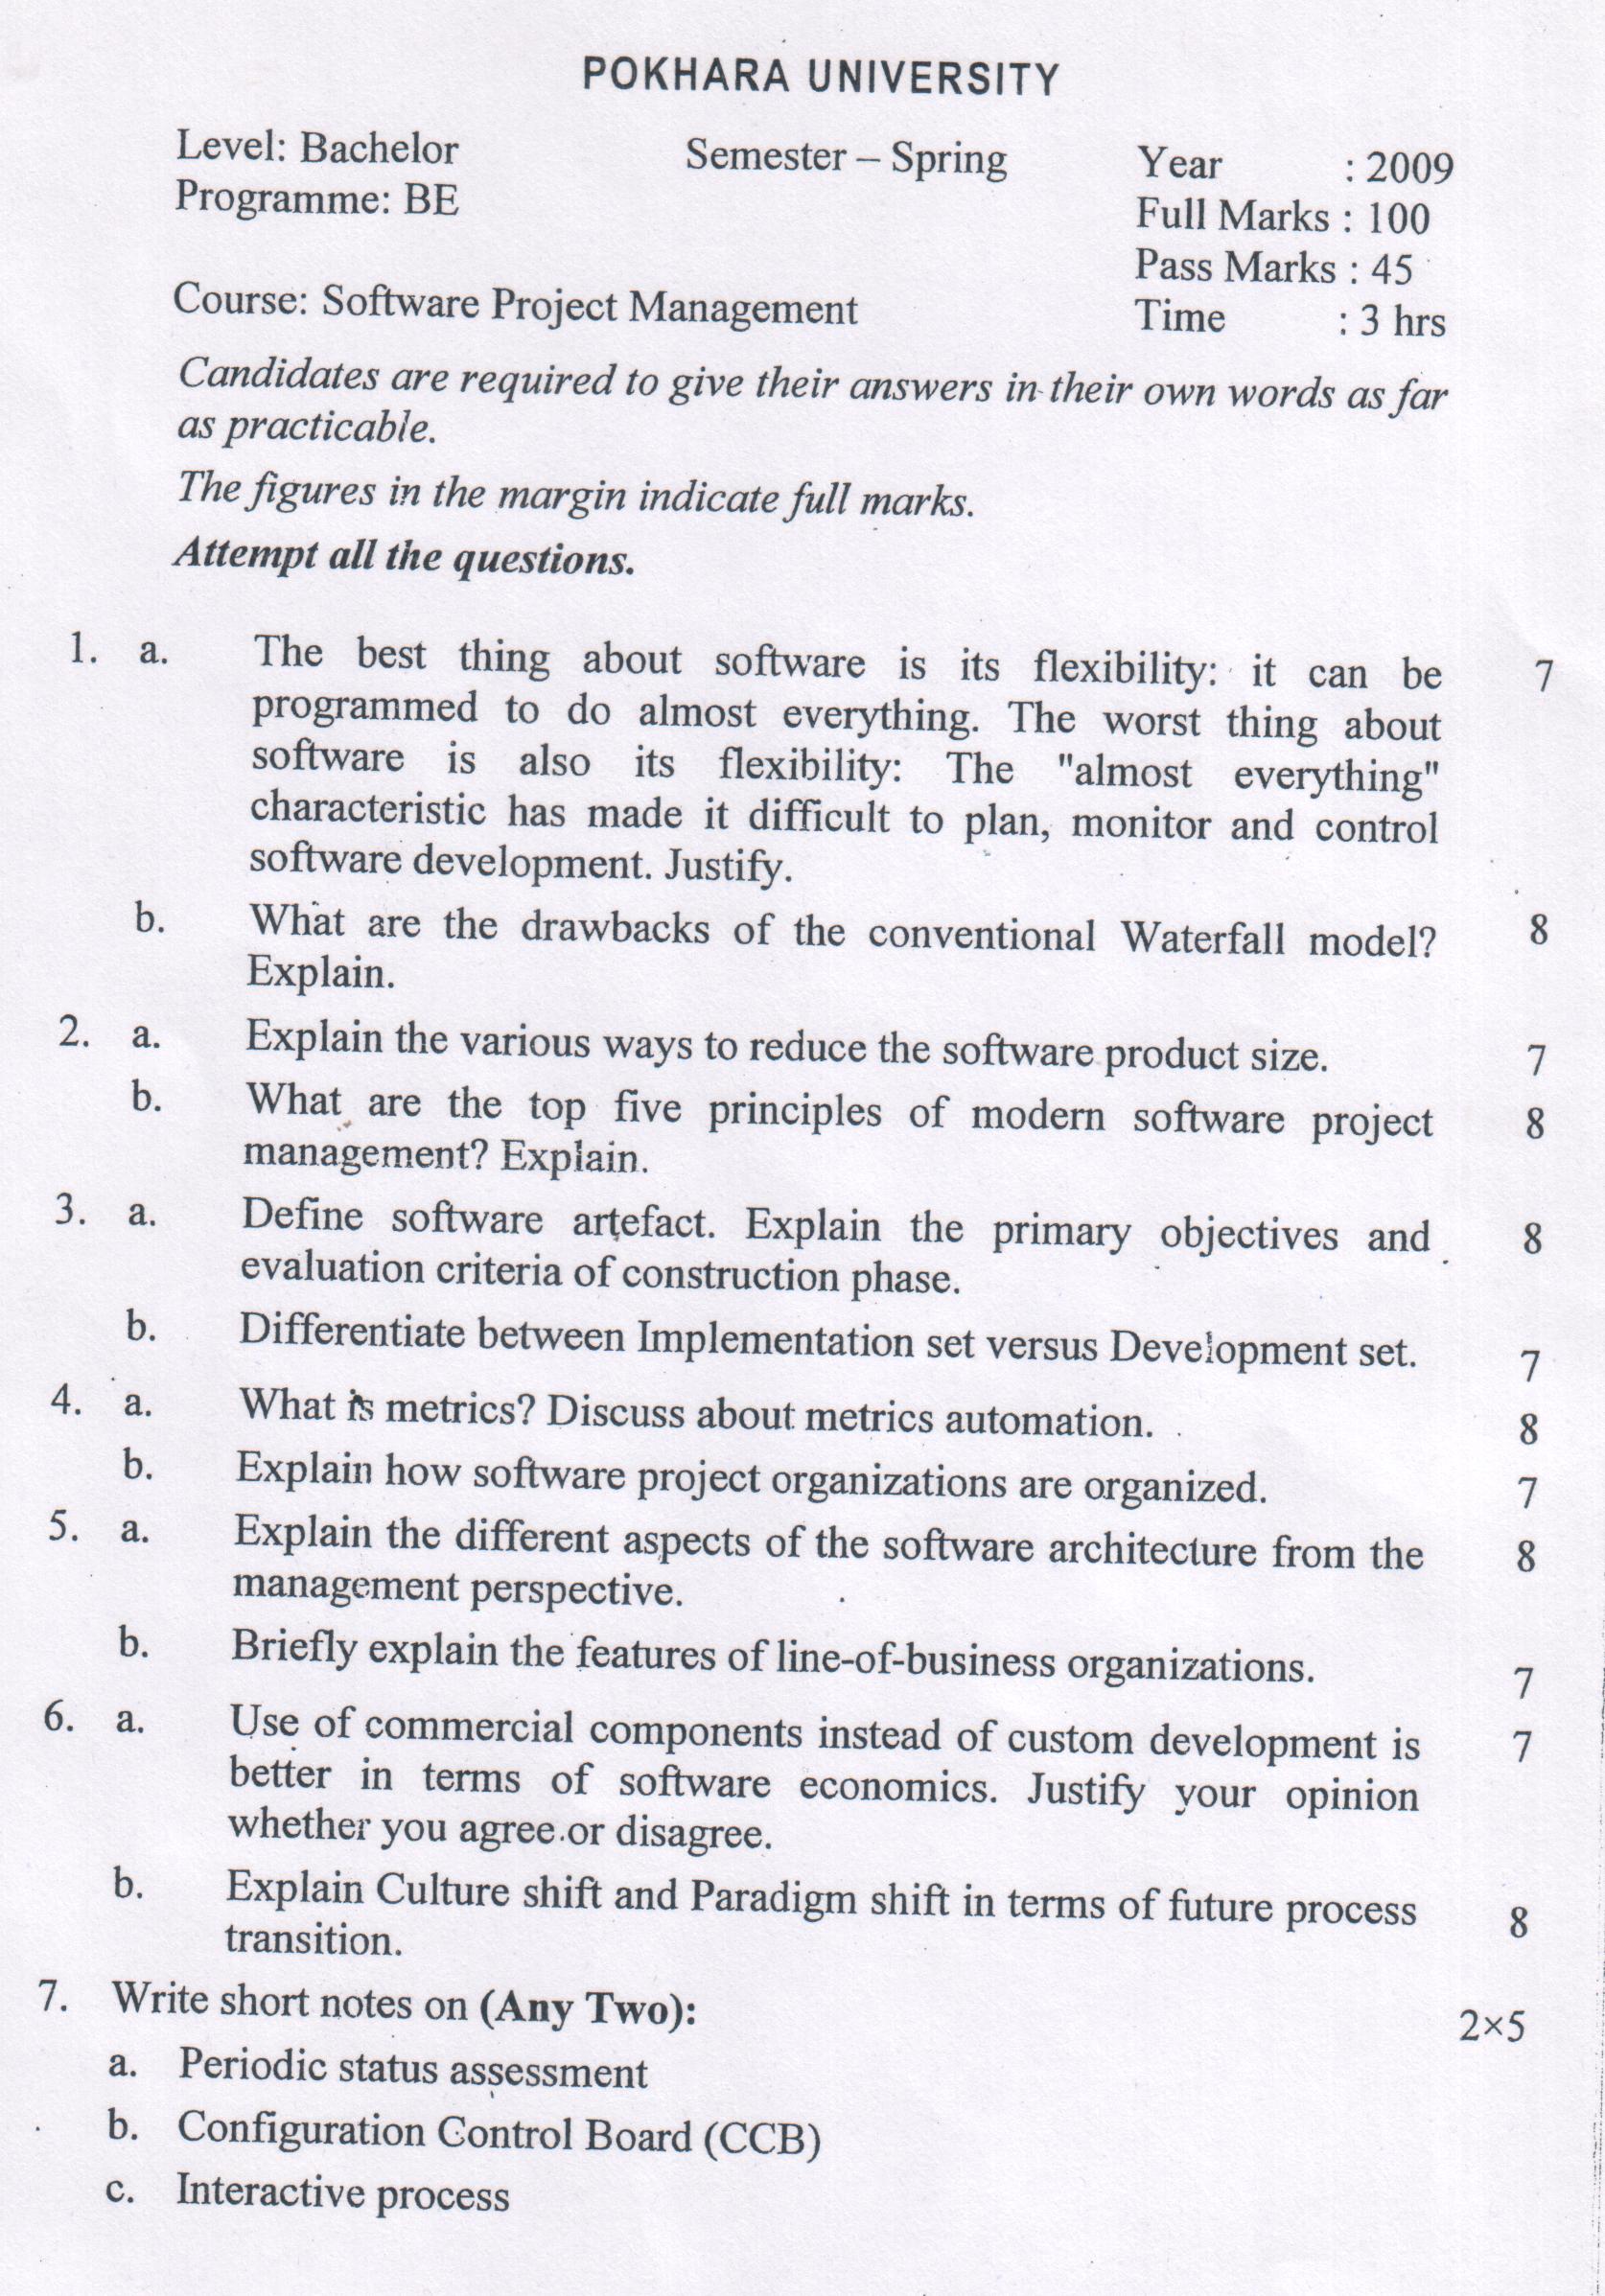 POKHARA UNIVERSITY
Level: Bachelor Semester – Spring Year : 2009
Programme: BE Full Marks : 100
Pass Marks : 45
Course: Software Project Management Time : 3 hrs
Candidates are required to give their answers in their own words as far
as practicable.
The figures in the margin indicate full marks.
Attempt all the questions.
1. a. The best thing about software is its flexibility: it can be 7
programmed to do almost everything. The worst thing about
software is also its flexibility: The "almost everything"
characteristic has made it difficult to plan, monitor and control
software development. Justify.
b. What are the drawbacks of the conventional Waterfall model? 8
Explain.
2. a. Explain the various ways to reduce the software product size. 7
b. What are the top five principles of modern software project 8
management? Explain.
3. a. Define software artefact. Explain the primary objectives and 8
evaluation criteria of construction phase.
b. Differentiate between Implementation set versus Development set. 7
4. a. What is metrics? Discuss about metrics automation. 8
b. Explain how software project organizations are organized. 7
5. a. Explain the different aspects of the software architecture from the 8
management perspective.
b. Briefly explain the features of line-of-business organizations. 7
6. a. Use of commercial components instead of custom development is 7
better in terms of software economics. Justify your opinion
whether you agree or disagree.
b. Explain Culture shift and Paradigm shift in terms of future process 8
transition.
7. Write short notes on (Any Two): 2×5
a. Periodic status assessment
b. Configuration Control Board (CCB)
c. Interactive process